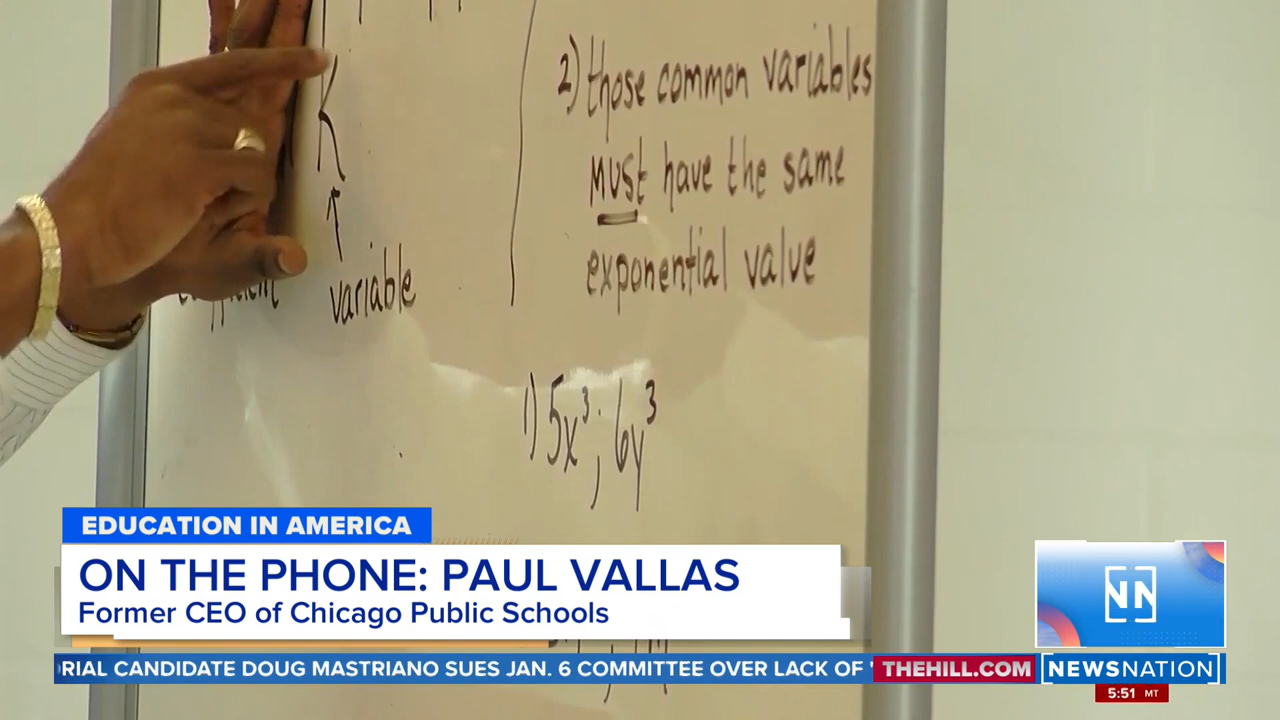 2) those common variables
MUST have the same
exponential value
K
variable
1) 5x³ ; 6y³
EDUCATION IN AMERICA
ON THE PHONE: PAUL VALLAS
Former CEO of Chicago Public Schools
NN
RIAL CANDIDATE DOUG MASTRIANO SUES JAN. 6 COMMITTEE OVER LACK OF
THEHILL.COM
NEWSNATION
5:51 MT